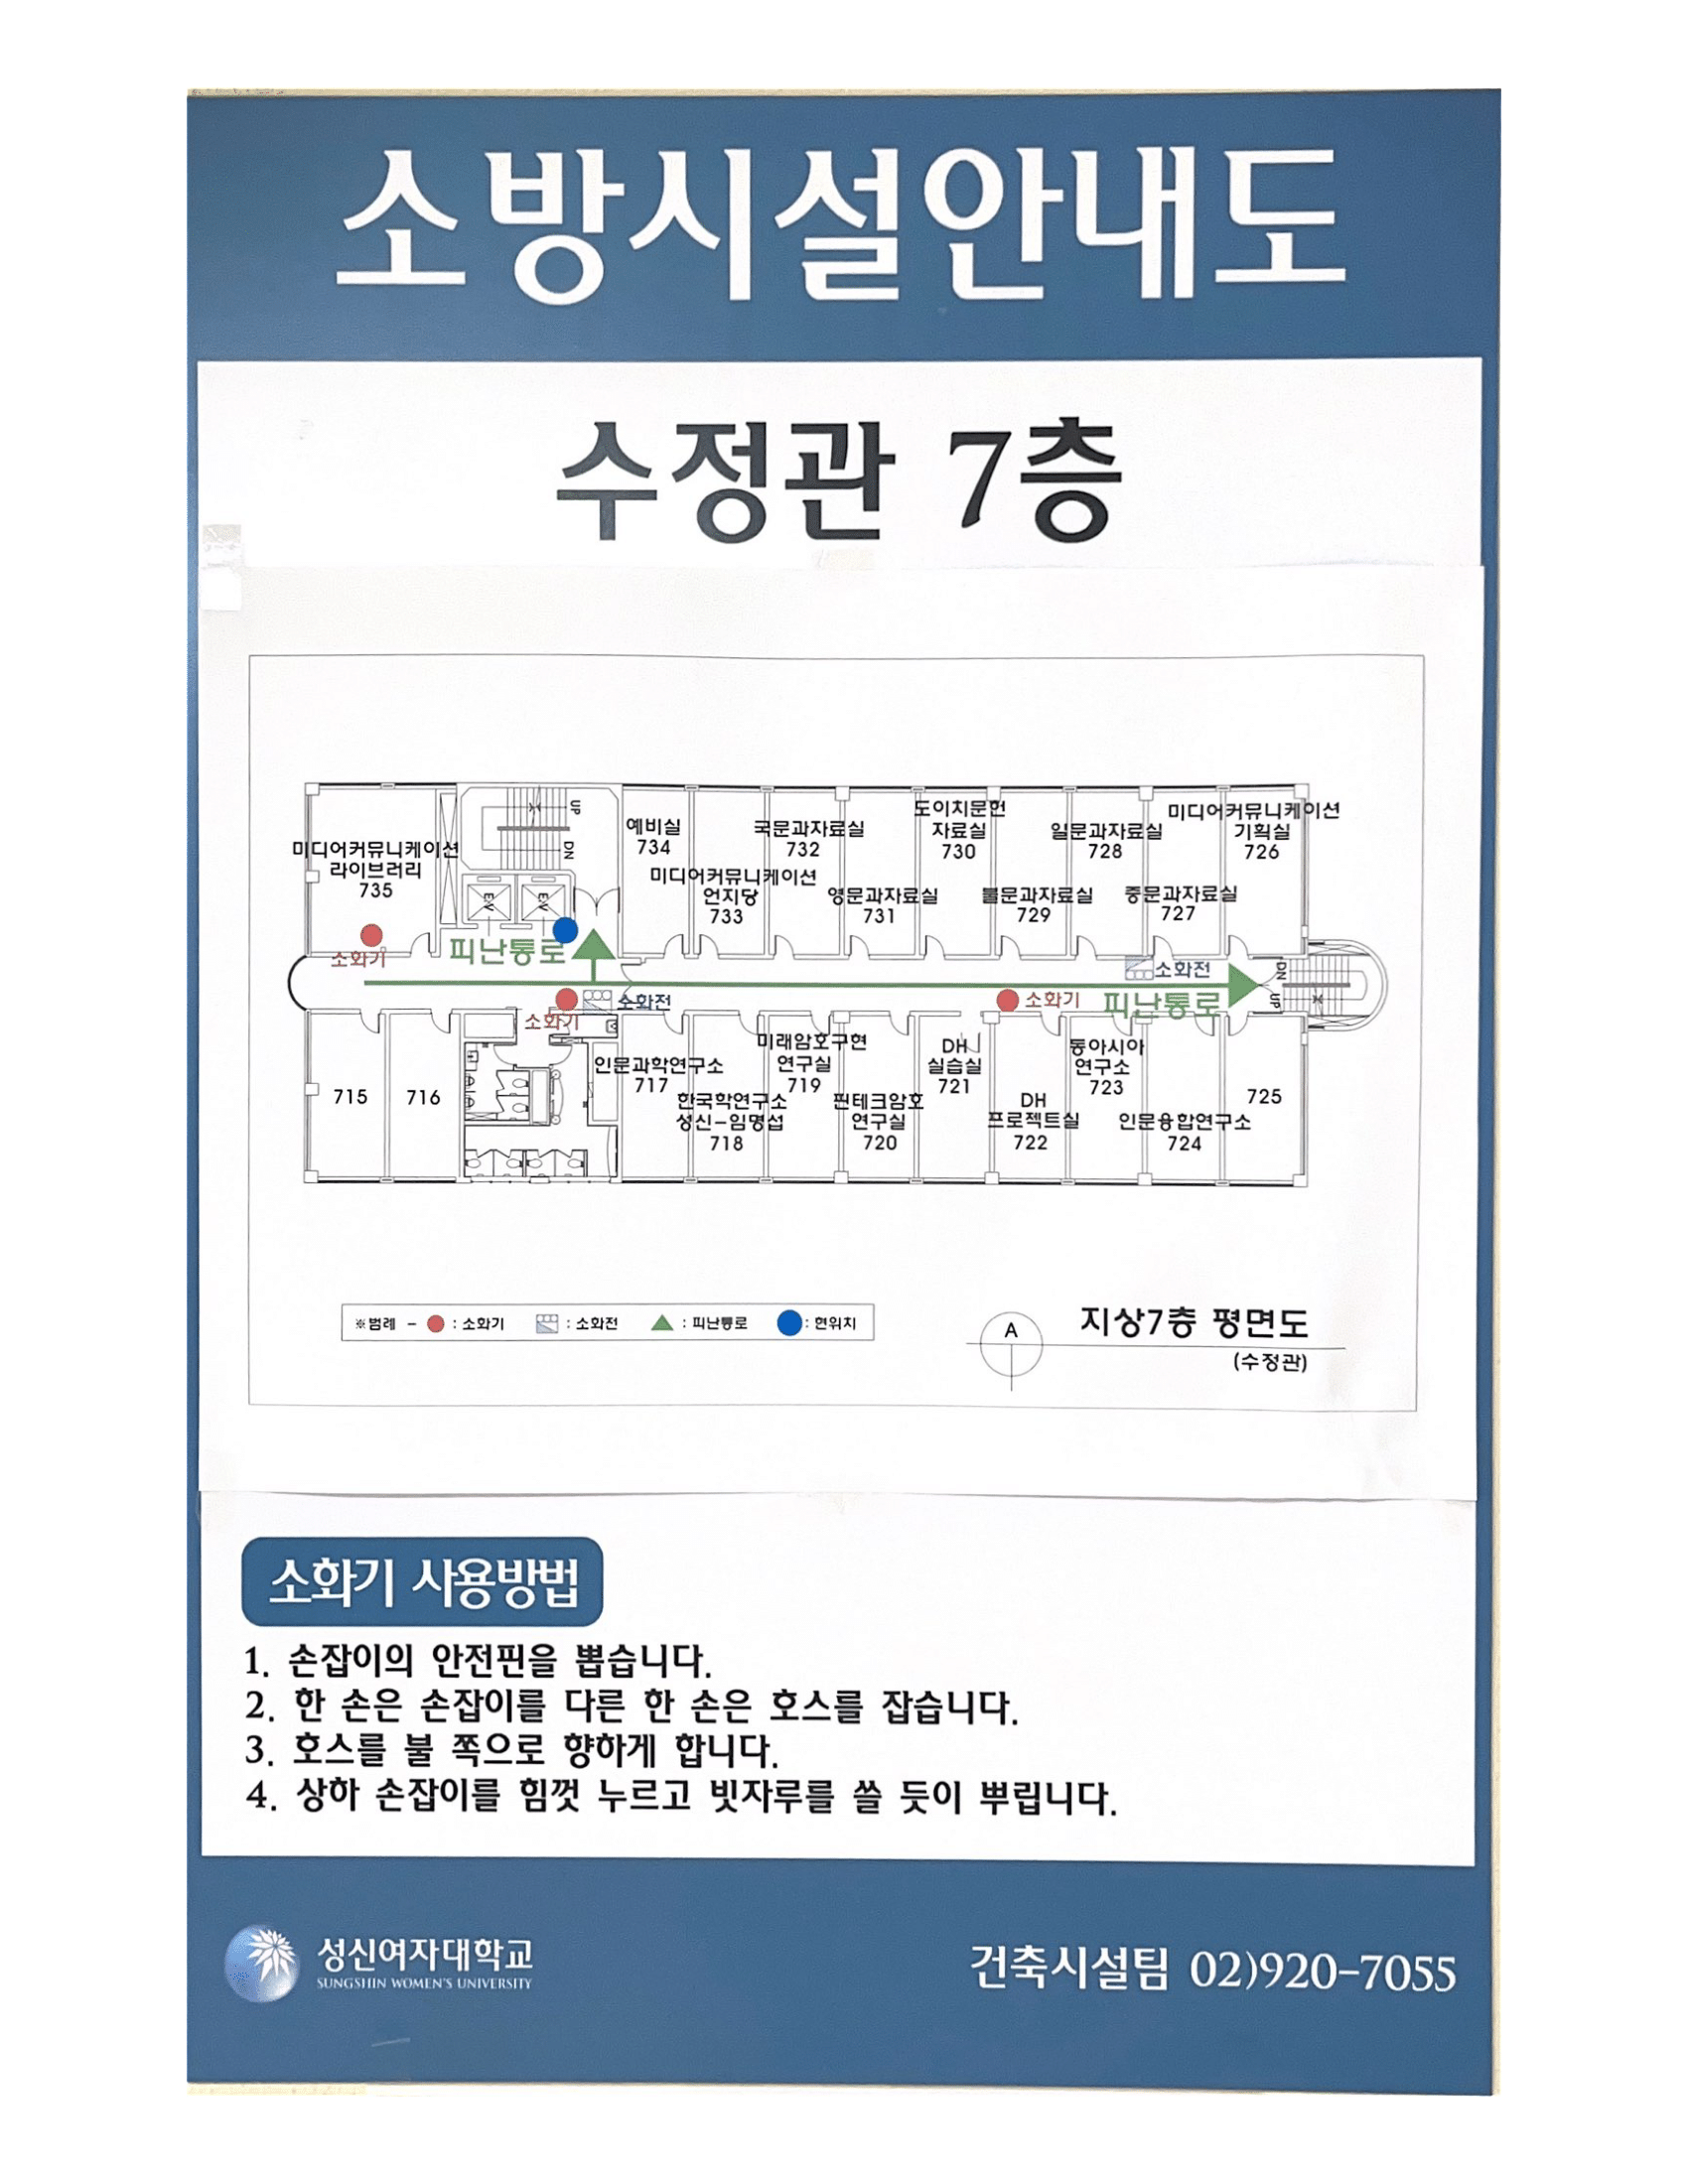 소방시설안내도
수정관 7층
미디어커뮤니케이션
라이브러리
735
UP
DN
EV
EV
예비실
734
미디어커뮤니케이션
언지당
733
국문과자료실
732
영문과자료실
731
도이치문헌
자료실
730
불문과자료실
729
일문과자료실
728
중문과자료실
727
미디어커뮤니케이션
기획실
726
소화기
피난통로
소화전
소화기
소화전
소화기
피난통로
DN
UP
715
716
인문과학연구소
717
한국학연구소
성신-임명섭
718
미래암호구현
연구실
719
핀테크암호
연구실
720
DH
실습실
721
DH
프로젝트실
722
동아시아
연구소
723
인문융합연구소
724
725
※범례 - : 소화기 : 소화전 : 피난통로 : 현위치
A
지상7층 평면도
(수정관)
소화기 사용방법
1. 손잡이의 안전핀을 뽑습니다.
2. 한 손은 손잡이를 다른 한 손은 호스를 잡습니다.
3. 호스를 불 쪽으로 향하게 합니다.
4. 상하 손잡이를 힘껏 누르고 빗자루를 쓸 듯이 뿌립니다.
성신여자대학교
SUNGSHIN WOMEN'S UNIVERSITY
건축시설팀 02)920-7055